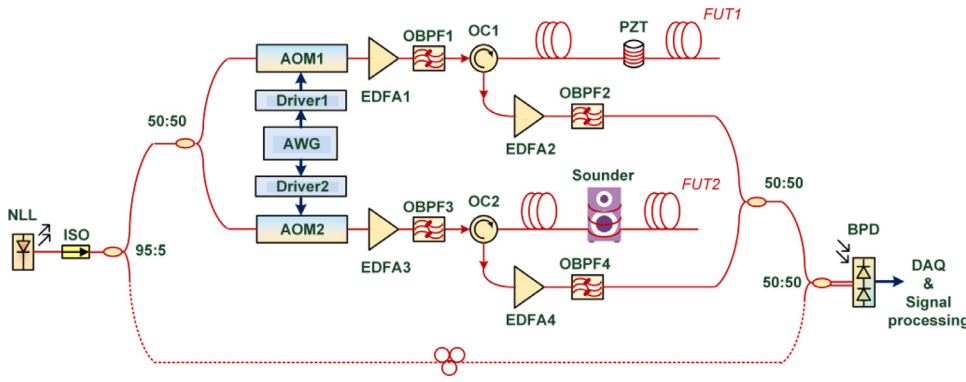 OBPF1
OC1
PZT
FUT1
AOM1
EDFA1
Driver1
OBPF2
50:50
AWG
EDFA2
Driver2
Sounder
FUT2
50:50
NLL
ISO
OBPF3
OC2
AOM2
BPD
95:5
EDFA3
OBPF4
50:50
DAQ
&
Signal
processing
EDFA4